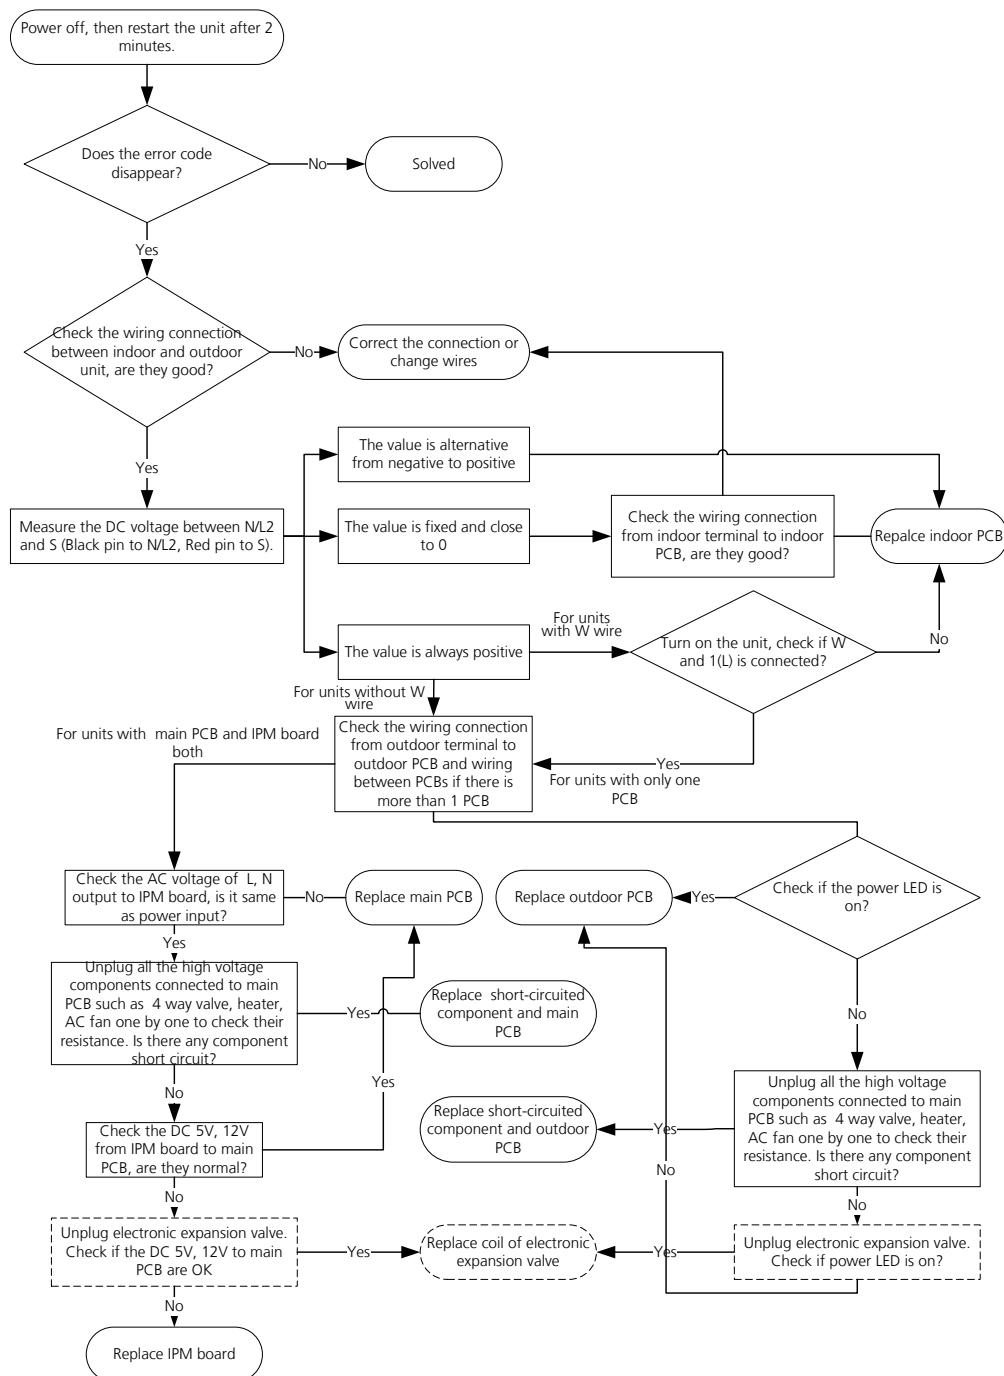 Power off, then restart the unit after 2
minutes.
Does the error code
disappear?
No
Solved
Yes
Check the wiring connection
between indoor and outdoor
unit, are they good?
No
Correct the connection or
change wires
Yes
The value is alternative
from negative to positive
Measure the DC voltage between N/L2
and S (Black pin to N/L2, Red pin to S).
The value is fixed and close
to 0
Check the wiring connection
from indoor terminal to indoor
PCB, are they good?
Repalce indoor PCB
The value is always positive
For units
with W wire
Turn on the unit, check if W
and 1(L) is connected?
No
For units without W
wire
For units with  main PCB and IPM board
both
Check the wiring connection
from outdoor terminal to
outdoor PCB and wiring
between PCBs if there is
more than 1 PCB
Yes
For units with only one
PCB
Check the AC voltage of  L, N
output to IPM board, is it same
as power input?
No
Replace main PCB
Replace outdoor PCB
Yes
Check if the power LED is
on?
Yes
Unplug all the high voltage
components connected to main
PCB such as  4 way valve, heater,
AC fan one by one to check their
resistance. Is there any component
short circuit?
Yes
Replace  short-circuited
component and main
PCB
No
Yes
No
Check the DC 5V, 12V
from IPM board to main
PCB, are they normal?
Replace short-circuited
component and outdoor
PCB
Yes
Unplug all the high voltage
components connected to main
PCB such as  4 way valve, heater,
AC fan one by one to check their
resistance. Is there any component
short circuit?
No
No
No
Unplug electronic expansion valve.
Check if the DC 5V, 12V to main
PCB are OK
Yes
Replace coil of electronic
expansion valve
Yes
Unplug electronic expansion valve.
Check if power LED is on?
No
Replace IPM board